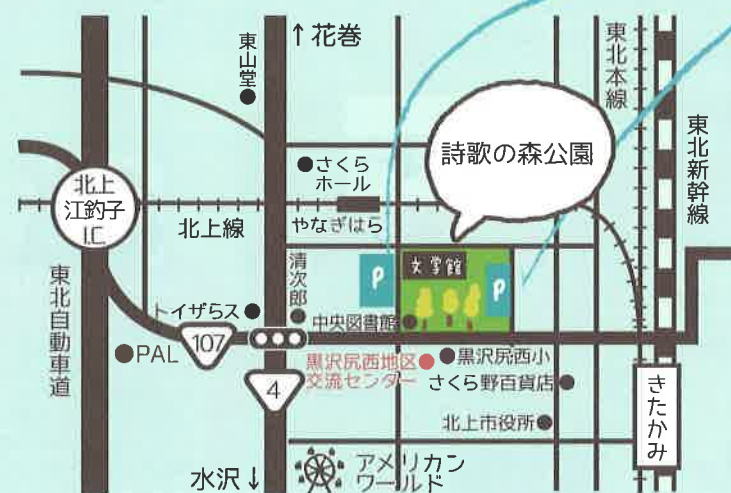 ↑花巻
東山堂
東北本線
東北新幹線
詩歌の森公園
さくら
ホール
北上
江釣子
I.C
北上線
やなぎはら
文学館
P
P
清次郎
東北自動車道
トイザらス
中央図書館
107
PAL
黒沢尻西地区
交流センター
黒沢尻西小
さくら野百貨店
4
きたかみ
北上市役所
水沢↓
アメリカン
ワールド